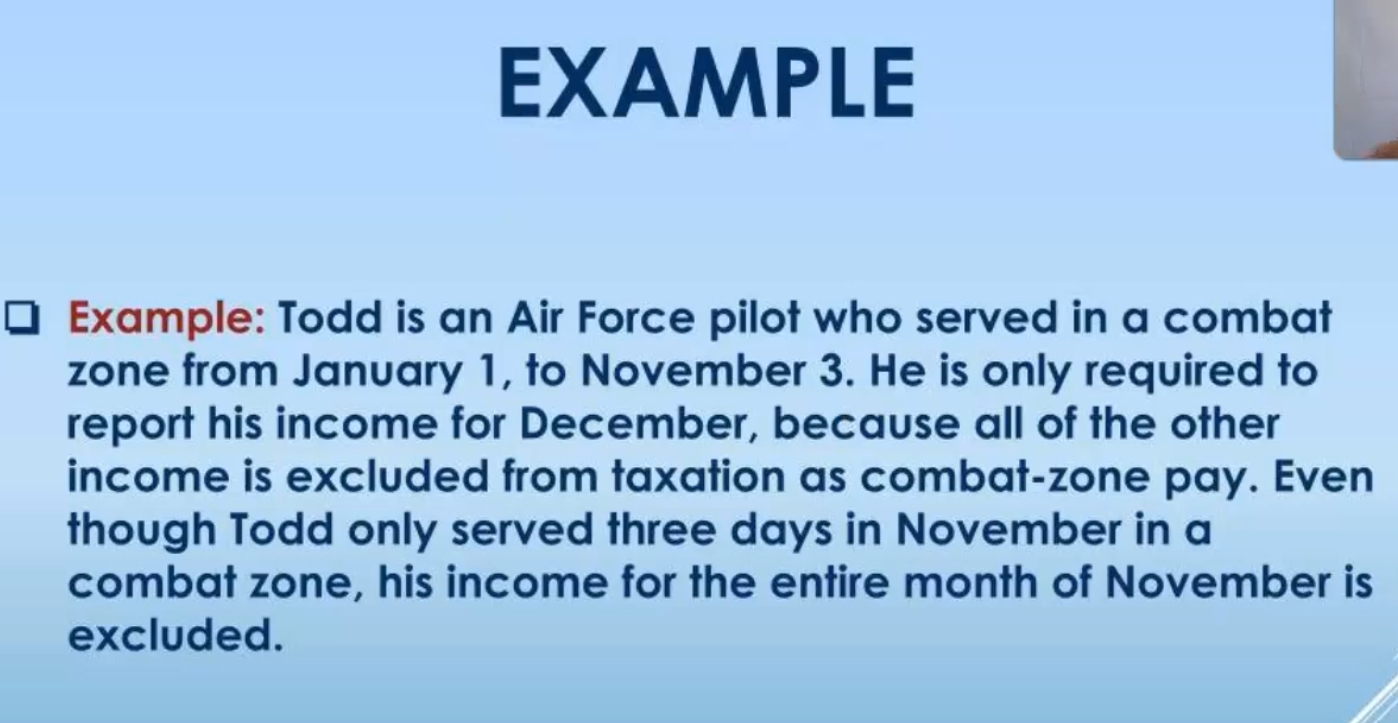 EXAMPLE
Example: Todd is an Air Force pilot who served in a combat
zone from January 1, to November 3. He is only required to
report his income for December, because all of the other
income is excluded from taxation as combat-zone pay. Even
though Todd only served three days in November in a
combat zone, his income for the entire month of November is
excluded.